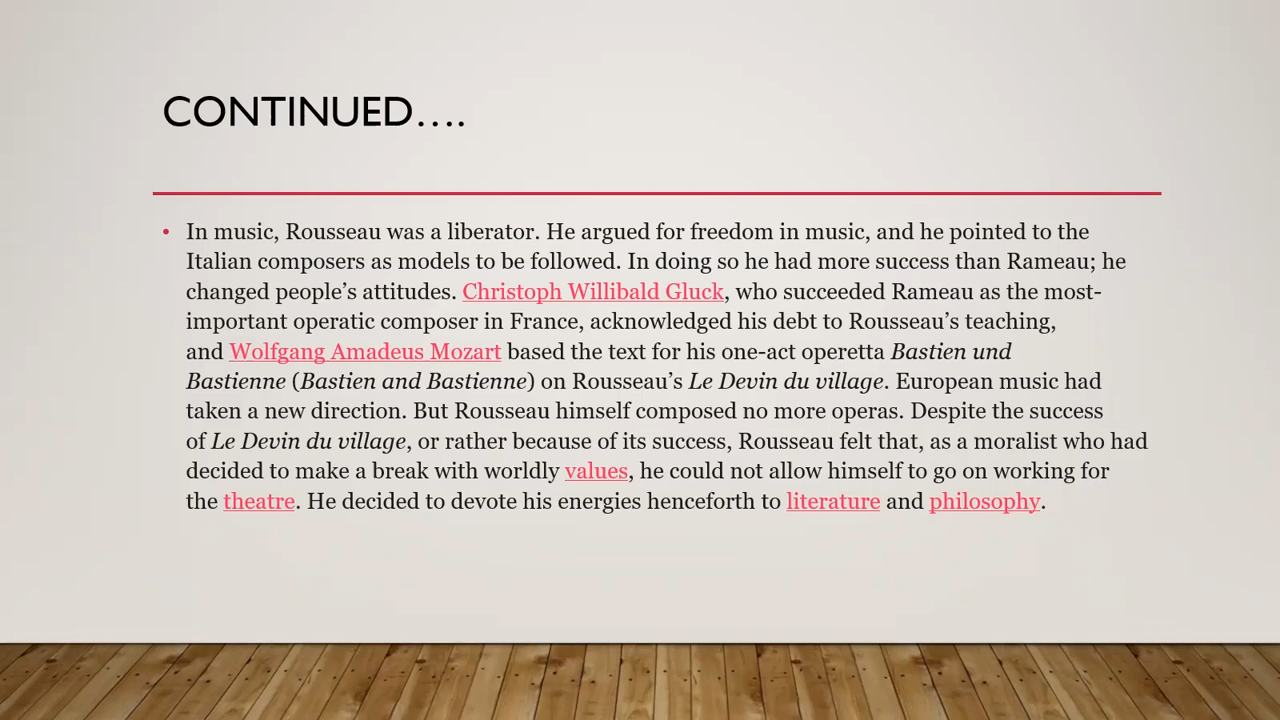 CONTINUED....
• In music, Rousseau was a liberator. He argued for freedom in music, and he pointed to the
Italian composers as models to be followed. In doing so he had more success than Rameau; he
changed people’s attitudes. Christoph Willibald Gluck, who succeeded Rameau as the most-
important operatic composer in France, acknowledged his debt to Rousseau’s teaching,
and Wolfgang Amadeus Mozart based the text for his one-act operetta Bastien und
Bastienne (Bastien and Bastienne) on Rousseau’s Le Devin du village. European music had
taken a new direction. But Rousseau himself composed no more operas. Despite the success
of Le Devin du village, or rather because of its success, Rousseau felt that, as a moralist who had
decided to make a break with worldly values, he could not allow himself to go on working for
the theatre. He decided to devote his energies henceforth to literature and philosophy.